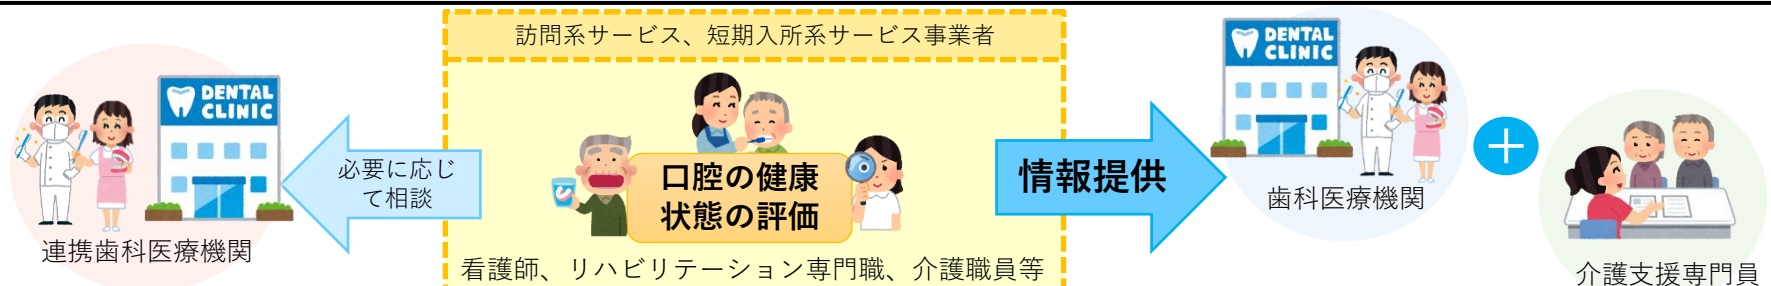 訪問系サービス、短期入所系サービス事業者
DENTAL
CLINIC
必要に応じ
て相談
連携歯科医療機関
口腔の健康
状態の評価
看護師、リハビリテーション専門職、介護職員等
情報提供
DENTAL
CLINIC
歯科医療機関
介護支援専門員